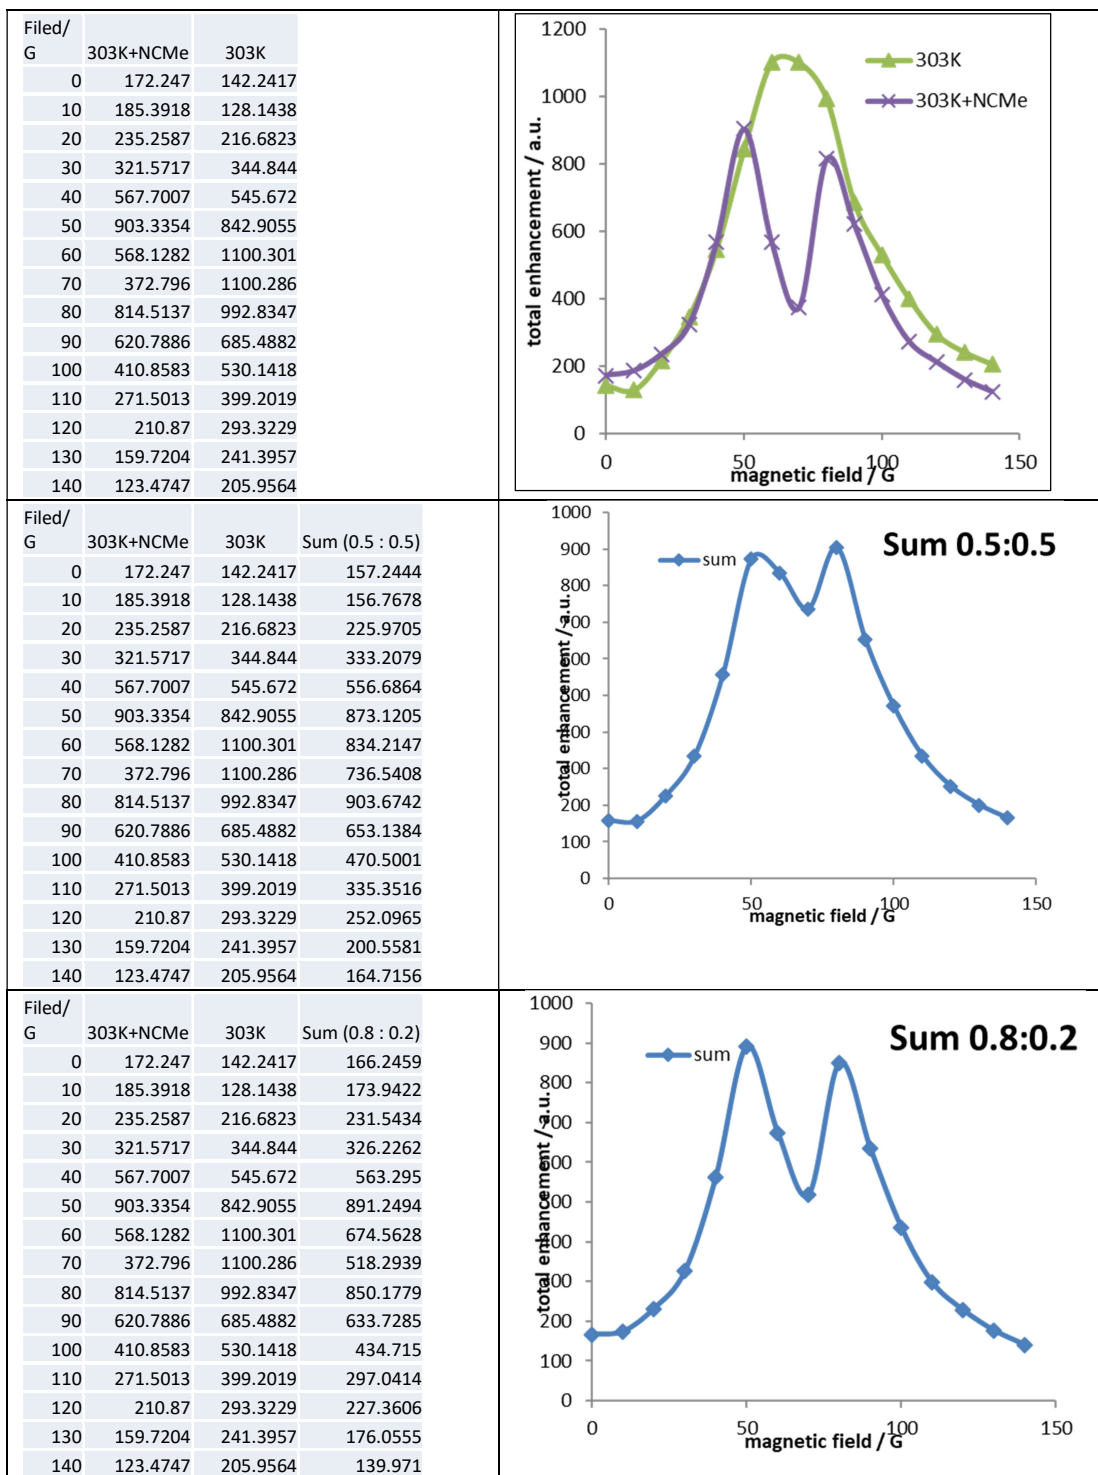 Filed/
G 303K+NCMe 303K
0 172.247 142.2417
10 185.3918 128.1438
20 235.2587 216.6823
30 321.5717 344.844
40 567.7007 545.672
50 903.3354 842.9055
60 568.1282 1100.301
70 372.796 1100.286
80 814.5137 992.8347
90 620.7886 685.4882
100 410.8583 530.1418
110 271.5013 399.2019
120 210.87 293.3229
130 159.7204 241.3957
140 123.4747 205.9564
1200
1000
800
600
400
200
0
total enhancement / a.u.
303K
303K+NCMe
0 50 100 150
magnetic field / G
Filed/
G 303K+NCMe 303K Sum (0.5 : 0.5)
0 172.247 142.2417 157.2444
10 185.3918 128.1438 156.7678
20 235.2587 216.6823 225.9705
30 321.5717 344.844 333.2079
40 567.7007 545.672 556.6864
50 903.3354 842.9055 873.1205
60 568.1282 1100.301 834.2147
70 372.796 1100.286 736.5408
80 814.5137 992.8347 903.6742
90 620.7886 685.4882 653.1384
100 410.8583 530.1418 470.5001
110 271.5013 399.2019 335.3516
120 210.87 293.3229 252.0965
130 159.7204 241.3957 200.5581
140 123.4747 205.9564 164.7156
Sum 0.5:0.5
sum
1000
900
800
700
600
500
400
300
200
100
0
total enhancement / a.u.
0 50 100 150
magnetic field / G
Filed/
G 303K+NCMe 303K Sum (0.8 : 0.2)
0 172.247 142.2417 166.2459
10 185.3918 128.1438 173.9422
20 235.2587 216.6823 231.5434
30 321.5717 344.844 326.2262
40 567.7007 545.672 563.295
50 903.3354 842.9055 891.2494
60 568.1282 1100.301 674.5628
70 372.796 1100.286 518.2939
80 814.5137 992.8347 850.1779
90 620.7886 685.4882 633.7285
100 410.8583 530.1418 434.715
110 271.5013 399.2019 297.0414
120 210.87 293.3229 227.3606
130 159.7204 241.3957 176.0555
140 123.4747 205.9564 139.971
Sum 0.8:0.2
sum
1000
900
800
700
600
500
400
300
200
100
0
total enhancement / a.u.
0 50 100 150
magnetic field / G